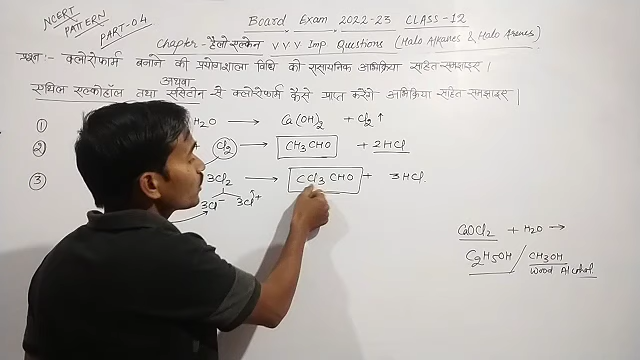 NCERT PATTERN PART-04
Board Exam 2022-23 CLASS-12
Chapter - हैलोएल्केन V V V Imp Questions (Halo Alkanes & Halo Arenes)
प्रश्न:- क्लोरोफार्म बनाने की प्रयोगशाला विधि को रासायनिक अभिक्रिया सहित समझाइए।
अथवा
एथिल एल्कोहॉल तथा एसिटोन से क्लोरोफार्म कैसे प्राप्त करेंगे अभिक्रिया सहित समझाइए।
① H₂O → Ca(OH)₂ + Cl₂ ↑
② + Cl₂ → CH₃CHO + 2HCl
③ 3Cl₂ → CCl₃CHO + 3HCl.
3Cl⁻ 3Cl⁺
CaOCl₂ + H₂O →
C₂H₅OH / CH₃OH
Wood Alcohol.